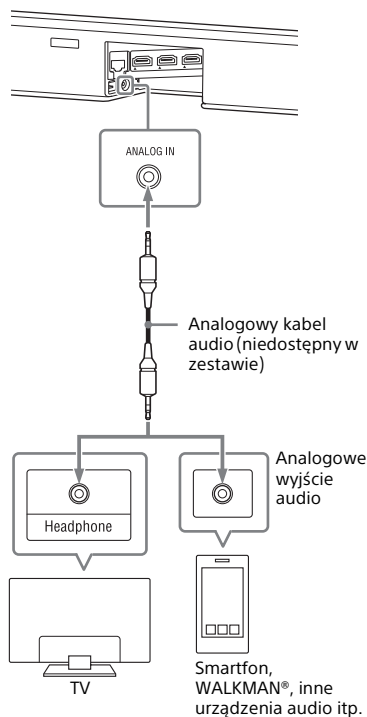 ANALOG IN
Analogowy kabel
audio (niedostępny w
zestawie)
Analogowe
wyjście
audio
Headphone
TV
Smartfon,
WALKMAN®, inne
urządzenia audio itp.